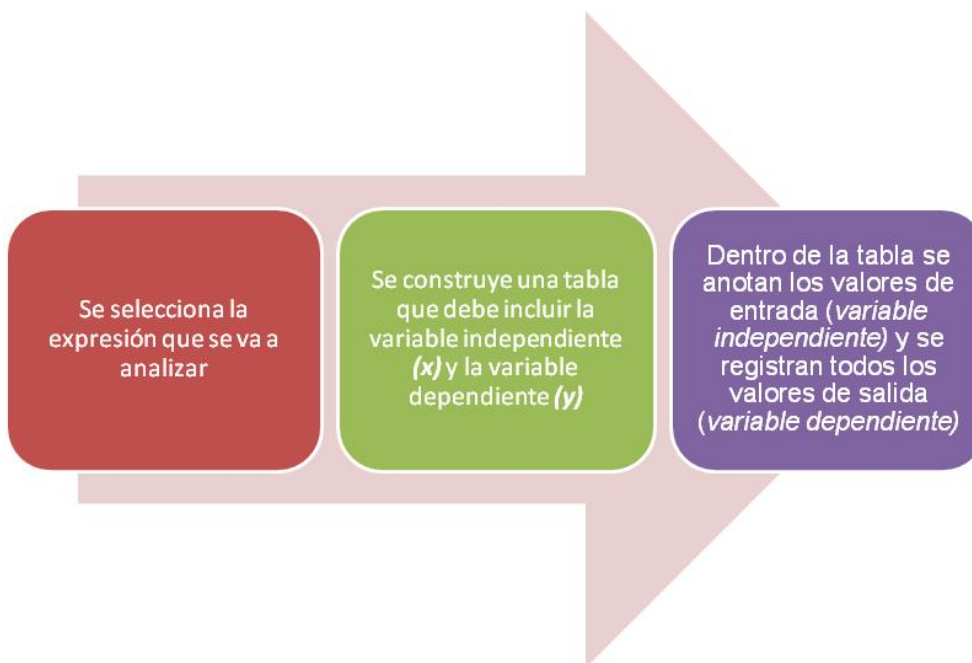 Se selecciona la
expresión que se va a
analizar
Se construye una tabla
que debe incluir la
variable independiente
(x) y la variable
dependiente (y)
Dentro de la tabla se
anotan los valores de
entrada (variable
independiente) y se
registran todos los
valores de salida
(variable dependiente)